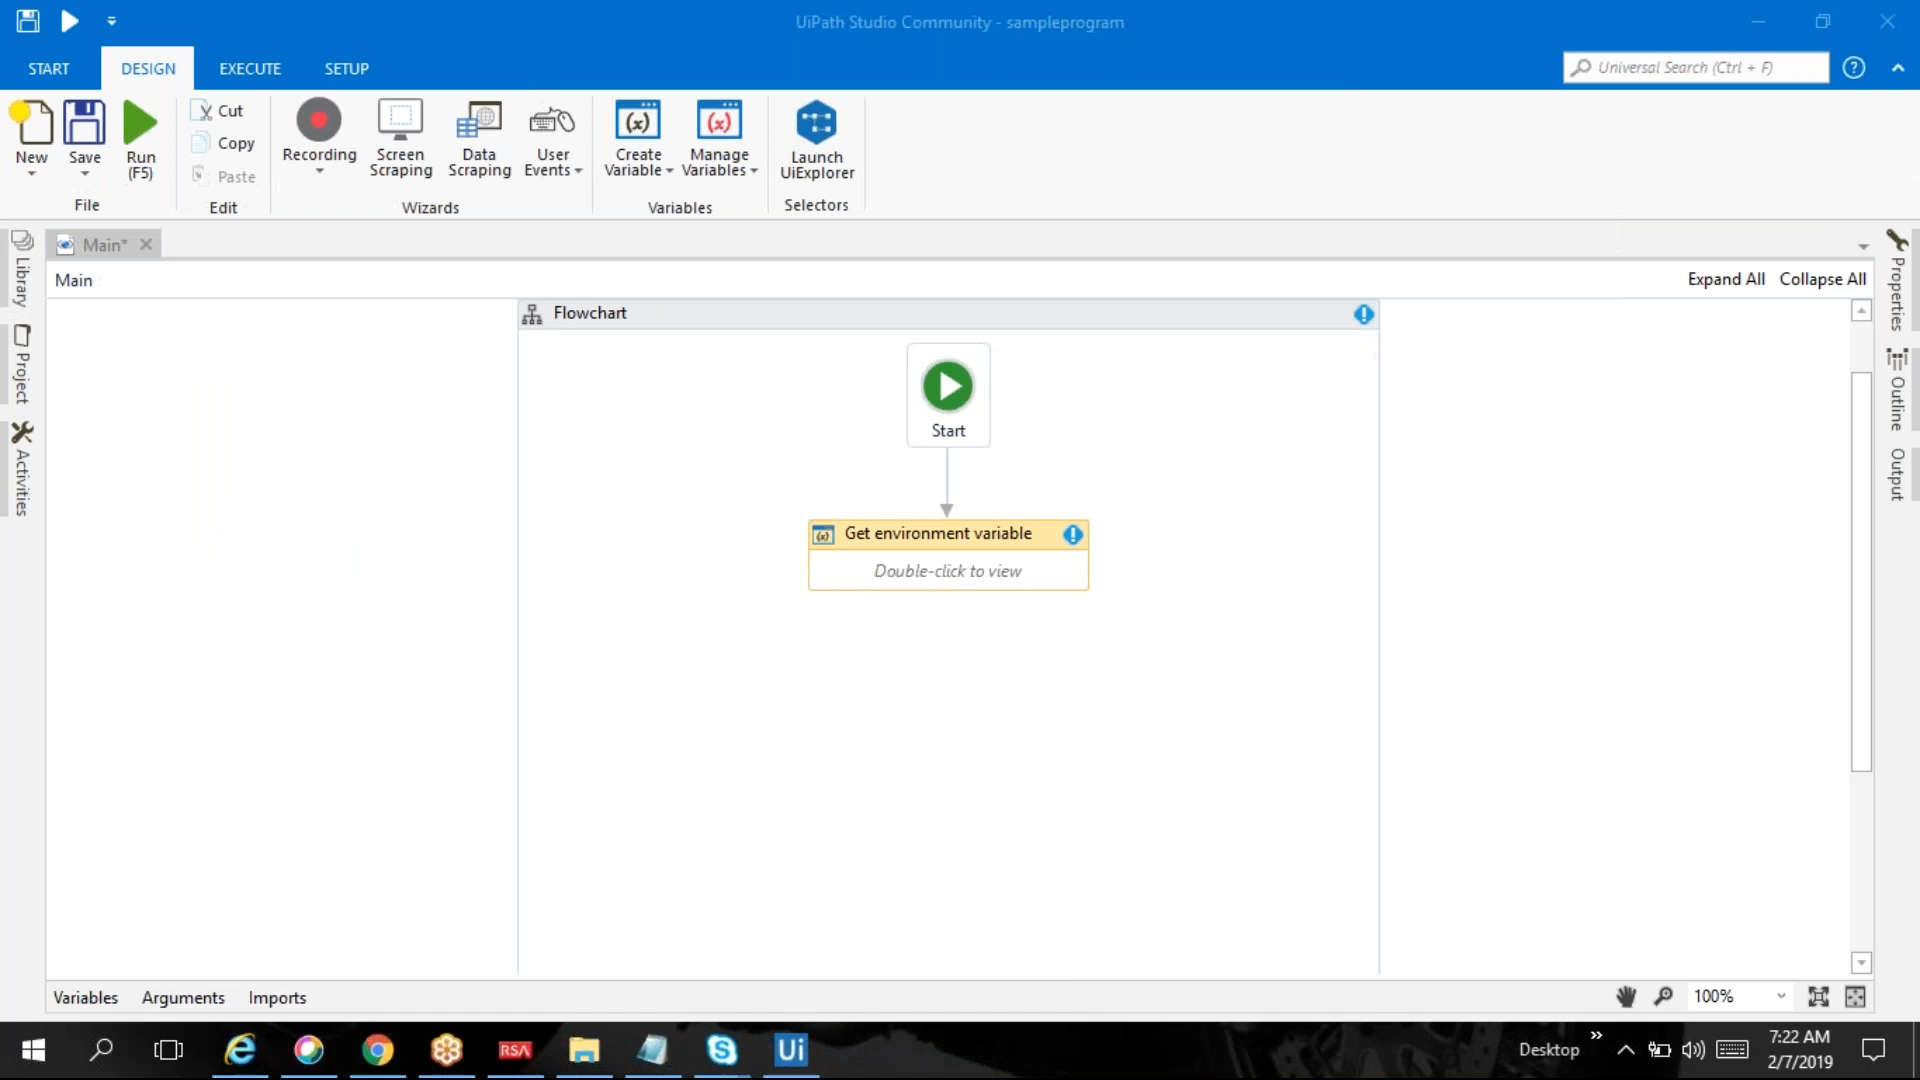 UiPath Studio Community - sampleprogram
START DESIGN EXECUTE SETUP
Universal Search (Ctrl + F)
New
Save
Run (F5)
File
Cut
Copy
Paste
Edit
Recording
Screen Scraping
Data Scraping
User Events
Wizards
Create Variable
Manage Variables
Variables
Launch UiExplorer
Selectors
Library
Project
Activities
Main*
Main
Expand All Collapse All
Flowchart
Start
Get environment variable
Double-click to view
Properties
Outline
Output
Variables Arguments Imports
100%
RSA
Ui
Desktop
7:22 AM
2/7/2019